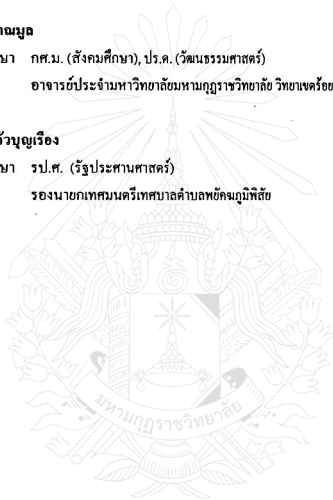 าณมูล
ษา กศ.ม. (สังคมศึกษา), ปร.ด. (วัฒนธรรมศาสตร์)
อาจารย์ประจำมหาวิทยาลัยมหามกุฏราชวิทยาลัย วิทยาเขตร้อย
ัวบุญเรือง
ษา รป.ศ. (รัฐประศานศาสตร์)
รองนายกเทศมนตรีเทศบาลตำบลพยัคฆภูมิพิสัย
มหามกุฏราชวิทยาลัย